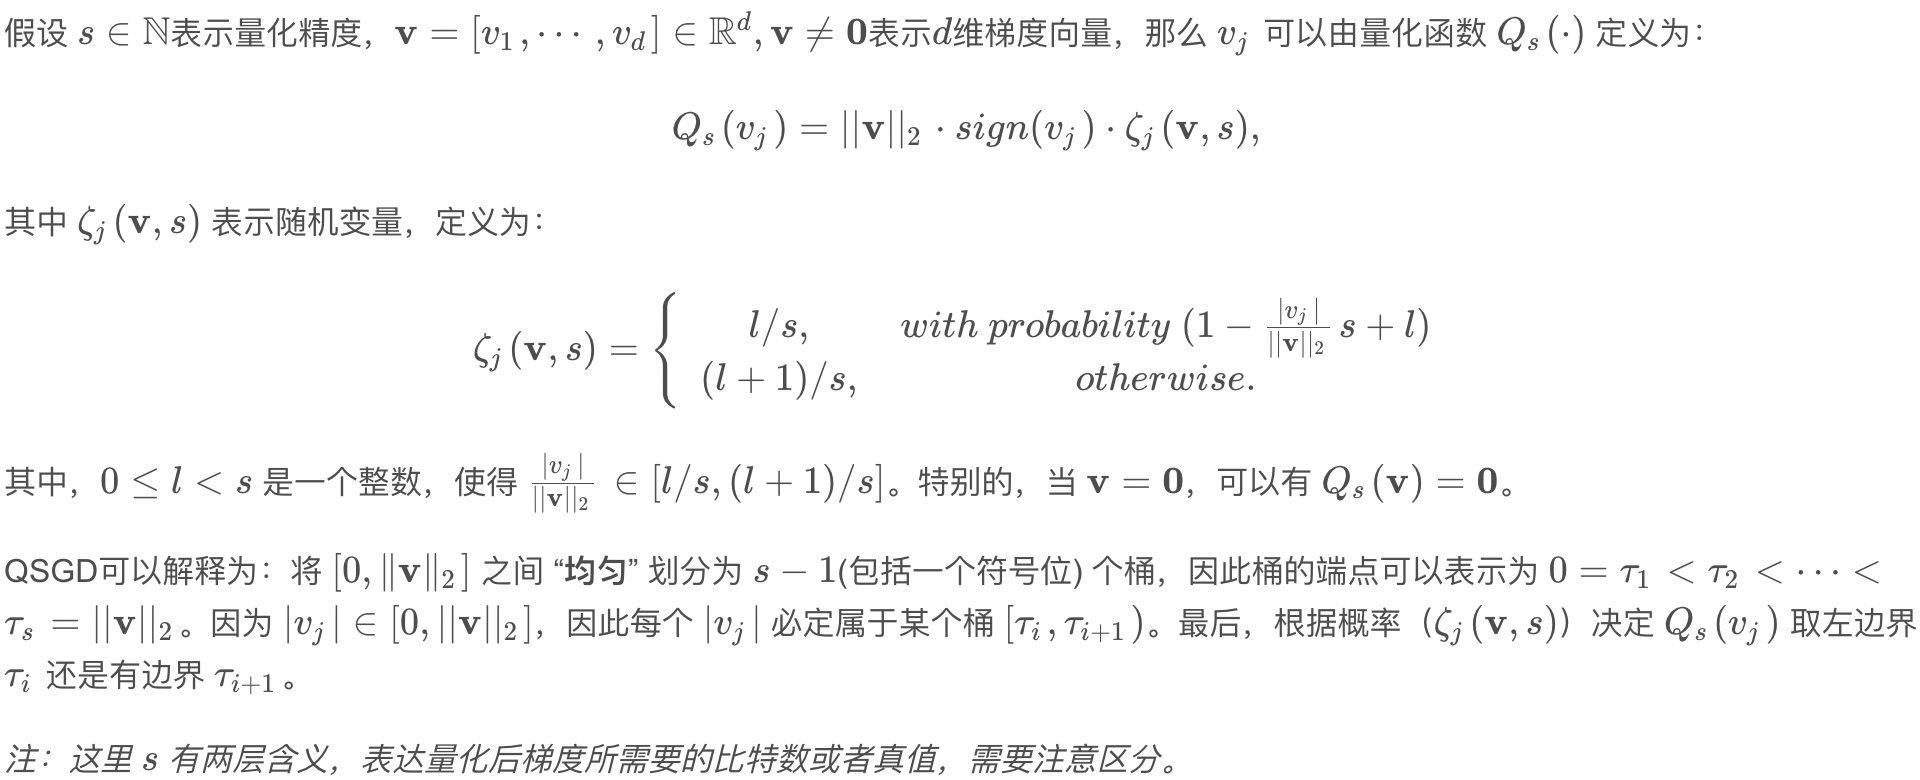 假设 $s \in \mathbb{N}$表示量化精度，$\mathbf{v} = [v_1, \cdots, v_d] \in \mathbb{R}^d, \mathbf{v} \neq \mathbf{0}$表示$d$维梯度向量，那么 $v_j$ 可以由量化函数 $Q_s(\cdot)$ 定义为：
$Q_s(v_j) = ||\mathbf{v}||_2 \cdot sign(v_j) \cdot \zeta_j(\mathbf{v}, s),$
其中 $\zeta_j(\mathbf{v}, s)$ 表示随机变量，定义为：
$\zeta_j(\mathbf{v}, s) = \left\{ \begin{array}{cc} l/s, & with\ probability\ (1 - \frac{|v_j|}{||\mathbf{v}||_2} s + l) \\ (l+1)/s, & otherwise. \end{array} \right.$
其中，$0 \leq l < s$ 是一个整数，使得 $\frac{|v_j|}{||\mathbf{v}||_2} \in [l/s, (l+1)/s]$。特别的，当 $\mathbf{v} = \mathbf{0}$，可以有 $Q_s(\mathbf{v}) = \mathbf{0}$。
QSGD可以解释为：将 $[0, \|\mathbf{v}\|_2]$ 之间 “均匀” 划分为 $s - 1$(包括一个符号位) 个桶，因此桶的端点可以表示为 $0 = \tau_1 < \tau_2 < \cdots <$
$\tau_s = ||\mathbf{v}||_2$。因为 $|v_j| \in [0, ||\mathbf{v}||_2]$，因此每个 $|v_j|$ 必定属于某个桶 $[\tau_i, \tau_{i+1})$。最后，根据概率（$\zeta_j(\mathbf{v}, s)$）决定 $Q_s(v_j)$ 取左边界
$\tau_i$ 还是有边界 $\tau_{i+1}$。
注：这里 $s$ 有两层含义，表达量化后梯度所需要的比特数或者真值，需要注意区分。